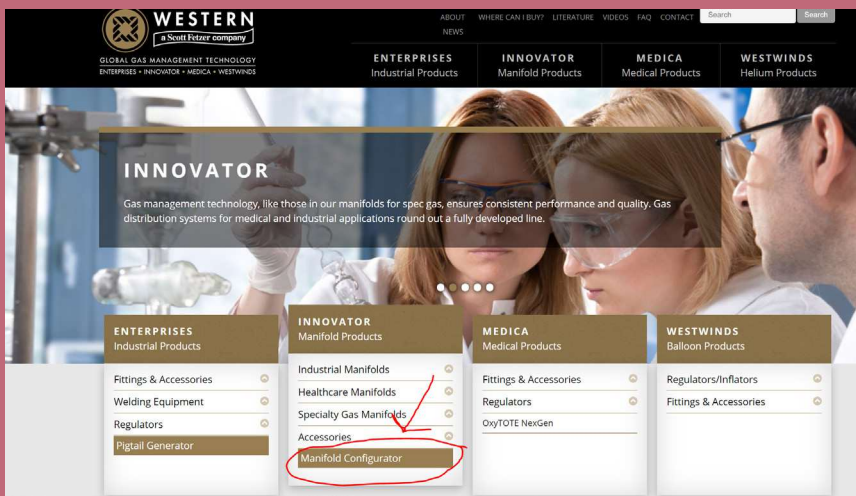 WESTERN
a Scott Fetzer company
GLOBAL GAS MANAGEMENT TECHNOLOGY
ENTERPRISES • INNOVATOR • MEDICA • WESTWINDS
ABOUT WHERE CAN I BUY? LITERATURE VIDEOS FAQ CONTACT
NEWS
Search
Search
ENTERPRISES
Industrial Products
INNOVATOR
Manifold Products
MEDICA
Medical Products
WESTWINDS
Helium Products
INNOVATOR
Gas management technology, like those in our manifolds for spec gas, ensures consistent performance and quality. Gas
distribution systems for medical and industrial applications round out a fully developed line.
ENTERPRISES
Industrial Products
Fittings & Accessories
Welding Equipment
Regulators
Pigtail Generator
INNOVATOR
Manifold Products
Industrial Manifolds
Healthcare Manifolds
Specialty Gas Manifolds
Accessories
Manifold Configurator
MEDICA
Medical Products
Fittings & Accessories
Regulators
OxyTOTE NexGen
WESTWINDS
Balloon Products
Regulators/Inflators
Fittings & Accessories